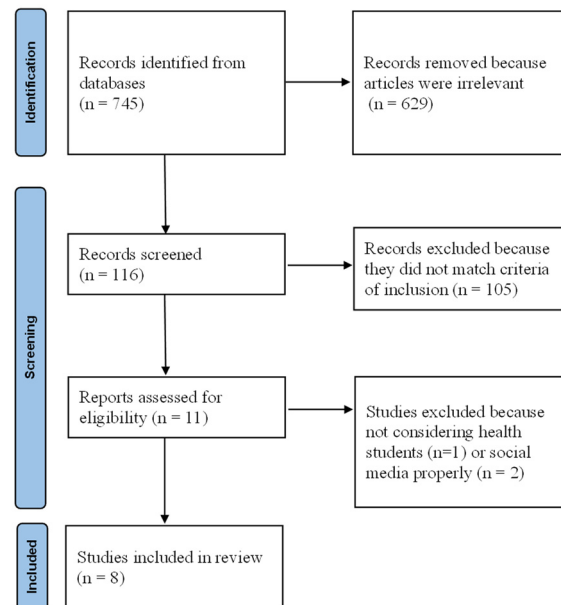 Identification
Records identified from
databases
(n = 745)
Records removed because
articles were irrelevant
(n = 629)
Screening
Records screened
(n = 116)
Records excluded because
they did not match criteria
of inclusion (n = 105)
Reports assessed for
eligibility (n = 11)
Studies excluded because
not considering health
students (n=1) or social
media properly (n = 2)
Included
Studies included in review
(n = 8)